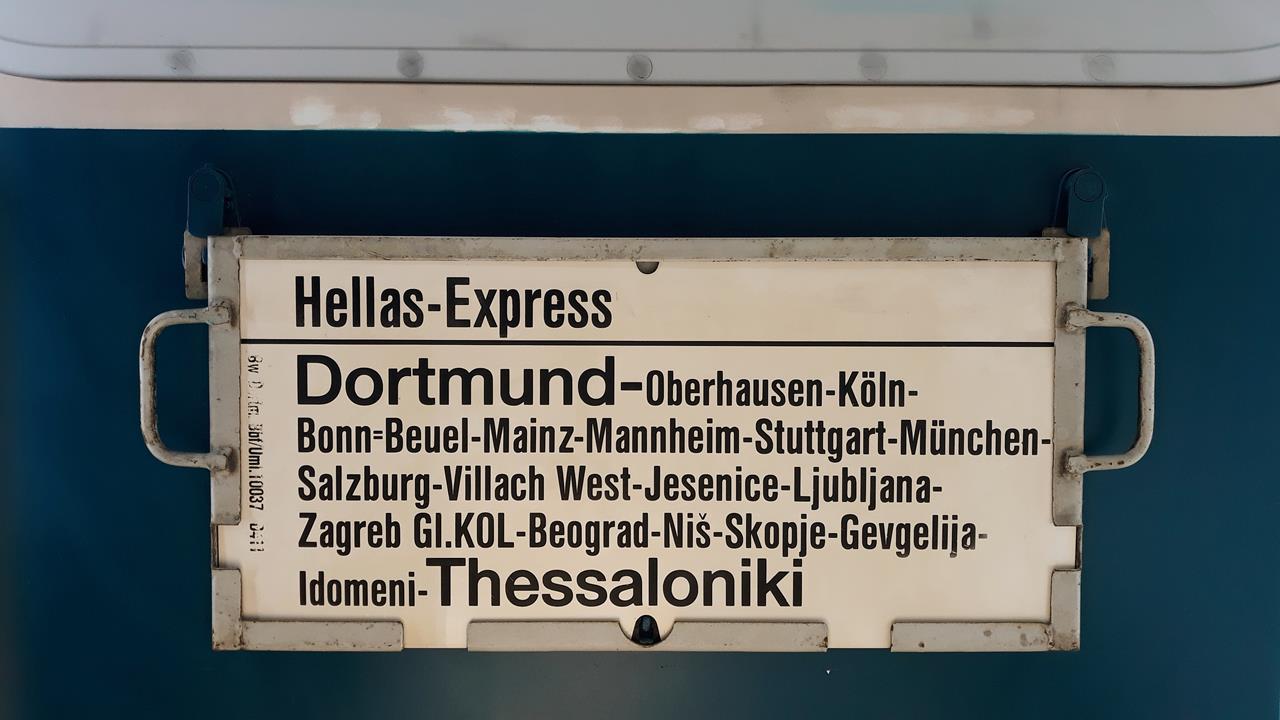 Hellas-Express
Dortmund-Oberhausen-Köln-
Bonn=Beuel-Mainz-Mannheim-Stuttgart-München-
Salzburg-Villach West-Jesenice-Ljubljana-
Zagreb Gl.KOL-Beograd-Niš-Skopje-Gevgelija-
Idomeni-Thessaloniki
10037